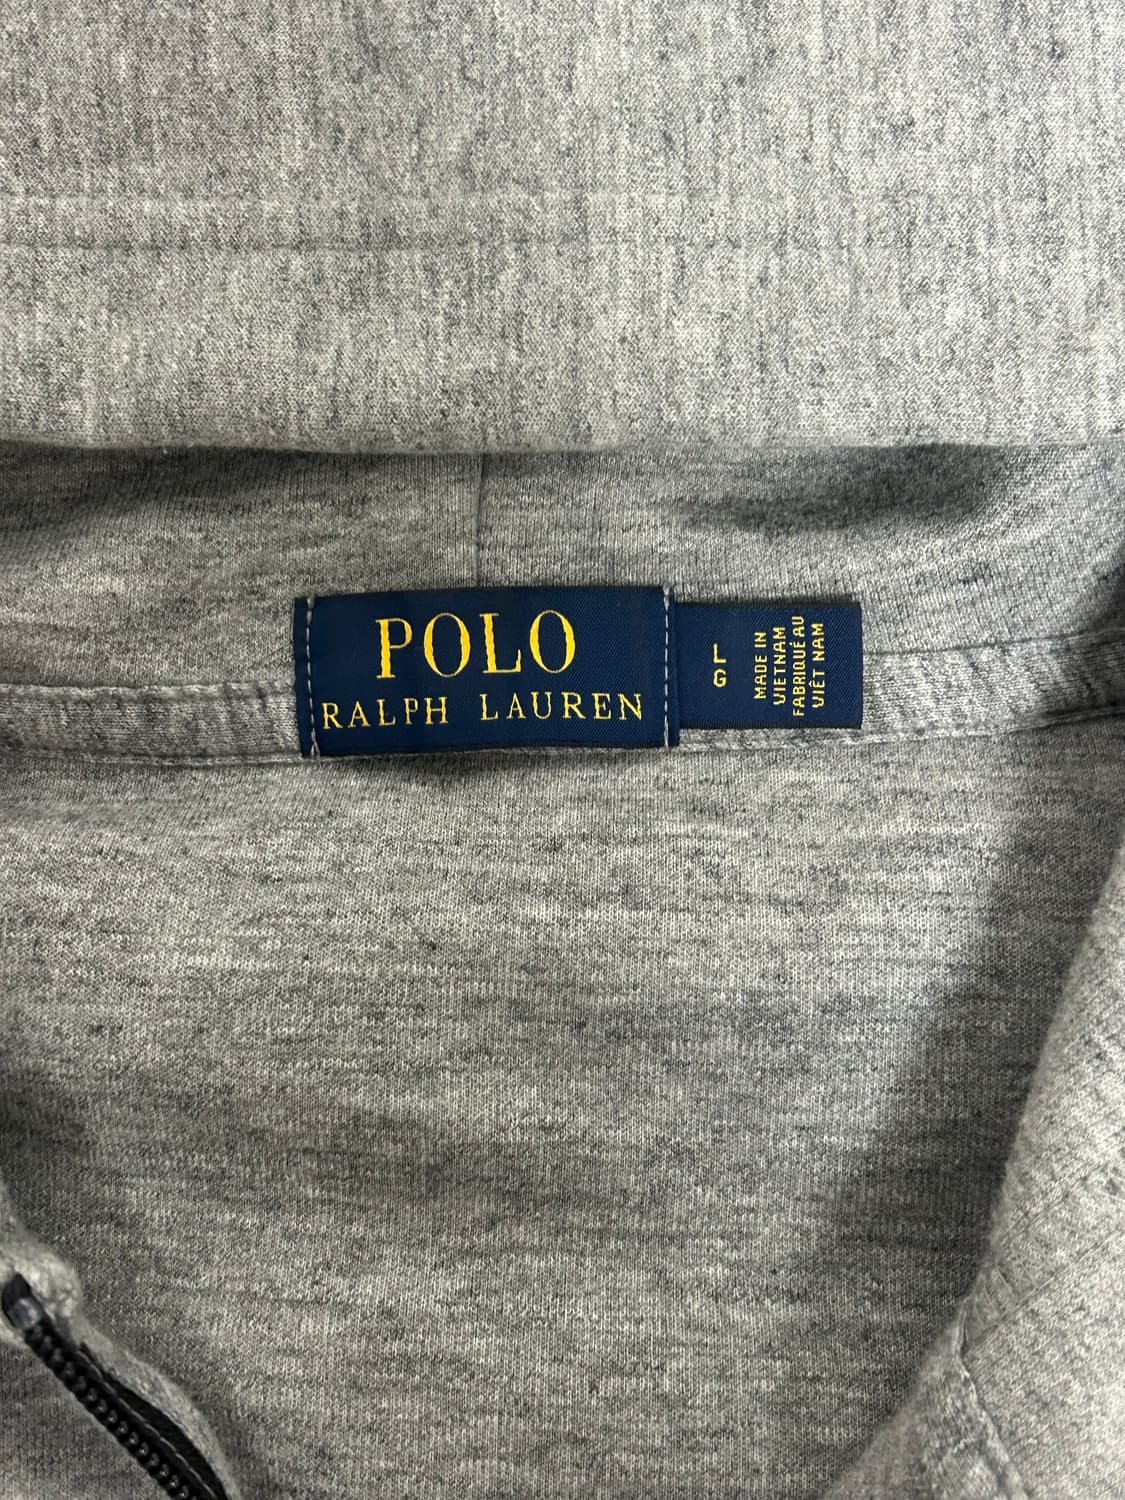 POLO
RALPH LAUREN
L
G
MADE IN
VIETNAM
FABRIQUÉ AU
VIÊT NAM